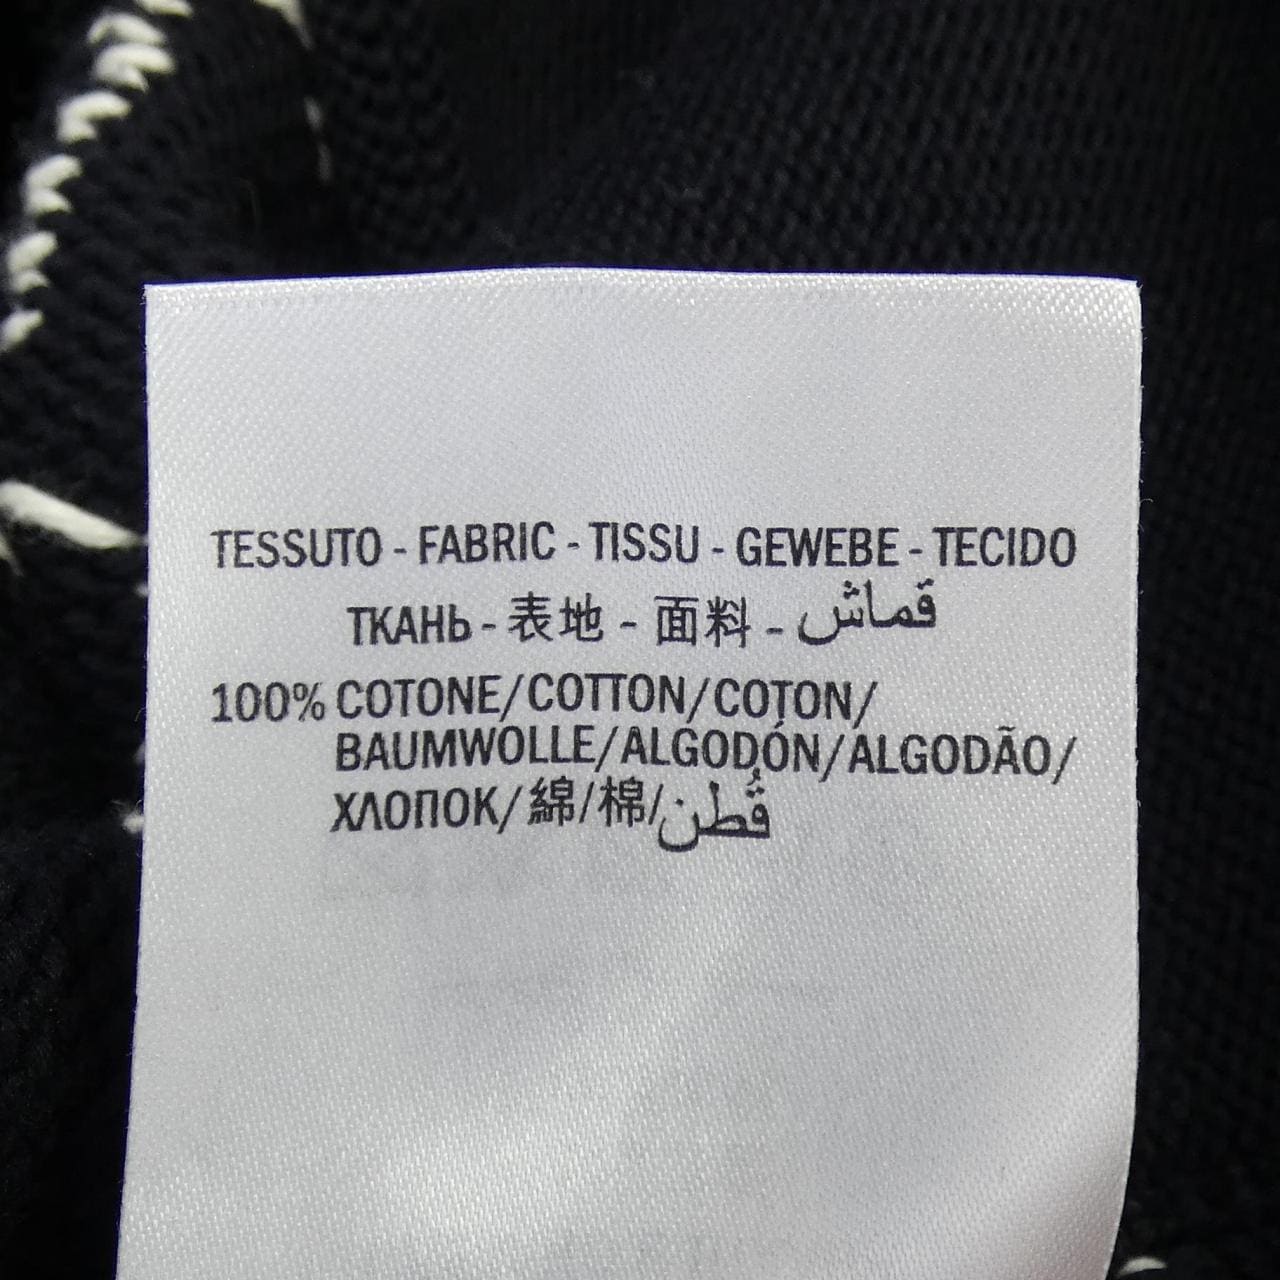 TESSUTO - FABRIC - TISSU - GEWEBE - TECIDO
ТКАНЬ - 表地 - 面料 - قماش
100% COTONE/COTTON/COTON/
BAUMWOLLE/ALGODÓN/ALGODÃO/
ХЛОПОК/綿/棉/قُطن